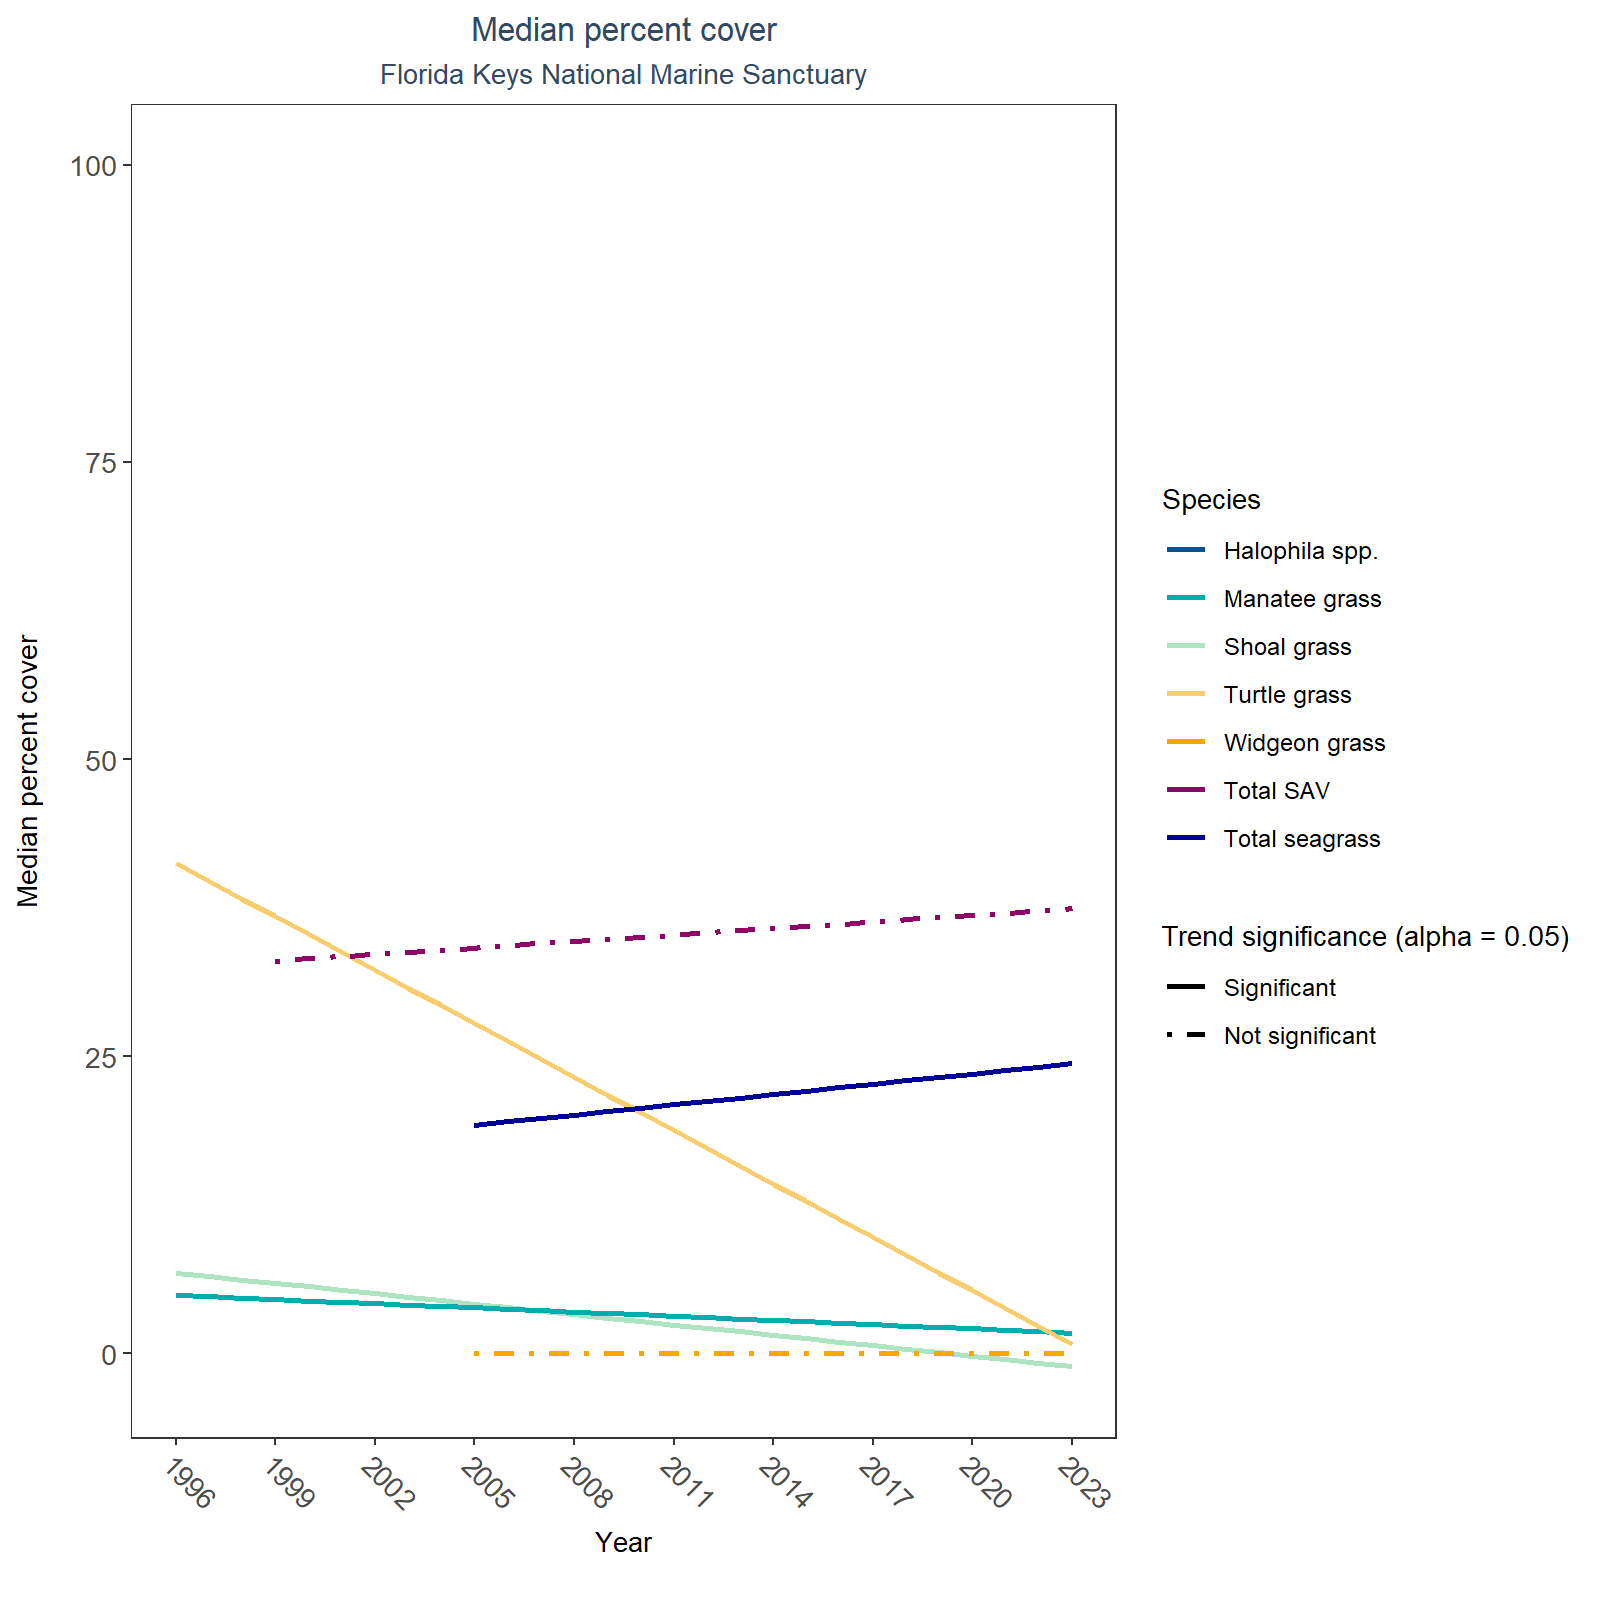 Median percent cover
Florida Keys National Marine Sanctuary
Median percent cover
100
75
50
25
0
1996
1999
2002
2005
2008
2011
2014
2017
2020
2023
Year
Species
Halophila spp.
Manatee grass
Shoal grass
Turtle grass
Widgeon grass
Total SAV
Total seagrass
Trend significance (alpha = 0.05)
Significant
Not significant